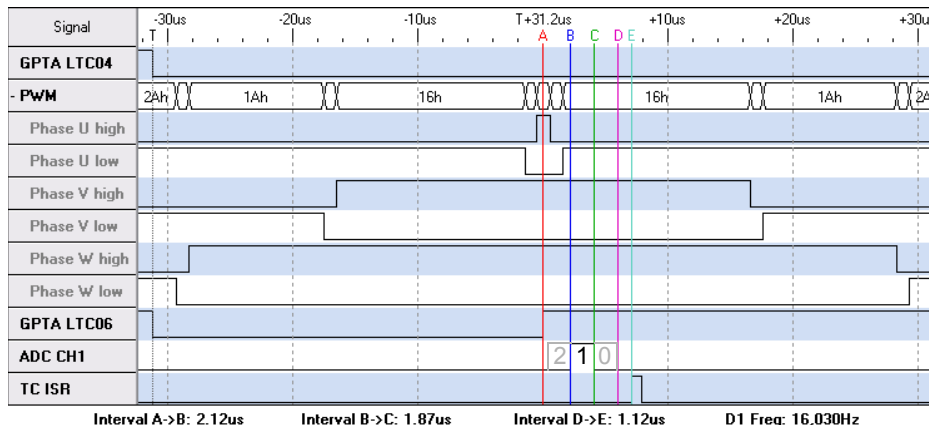 Signal
-30us -20us -10us T+31.2us +10us +20us +30u
T A B C D E
GPTA LTC04
- PWM 2Ah 1Ah 16h 16h 1Ah 2A
Phase U high
Phase U low
Phase V high
Phase V low
Phase W high
Phase W low
GPTA LTC06
ADC CH1 2 1 0
TC ISR
Interval A->B: 2.12us Interval B->C: 1.87us Interval D->E: 1.12us D1 Freq: 16.030Hz